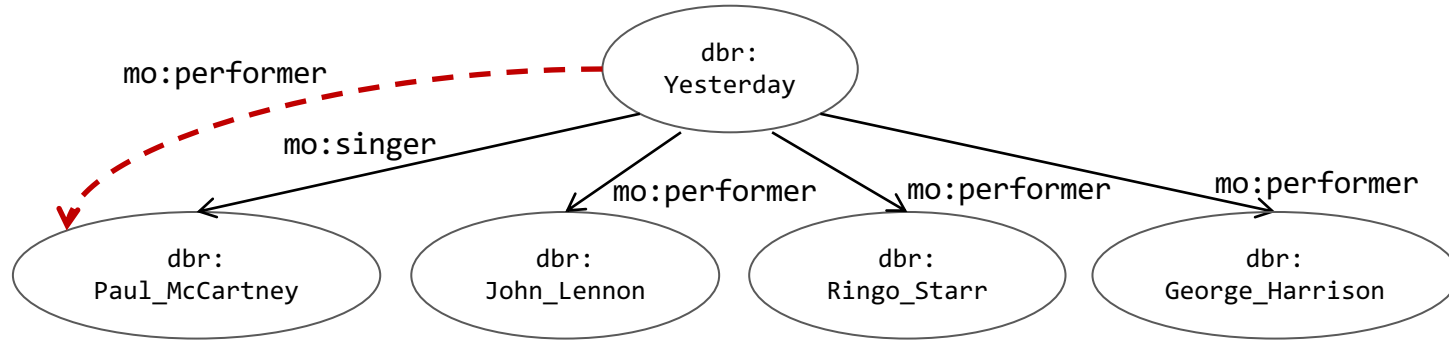 dbr:
Yesterday
mo:performer
mo:singer
mo:performer
mo:performer
mo:performer
dbr:
Paul_McCartney
dbr:
John_Lennon
dbr:
Ringo_Starr
dbr:
George_Harrison